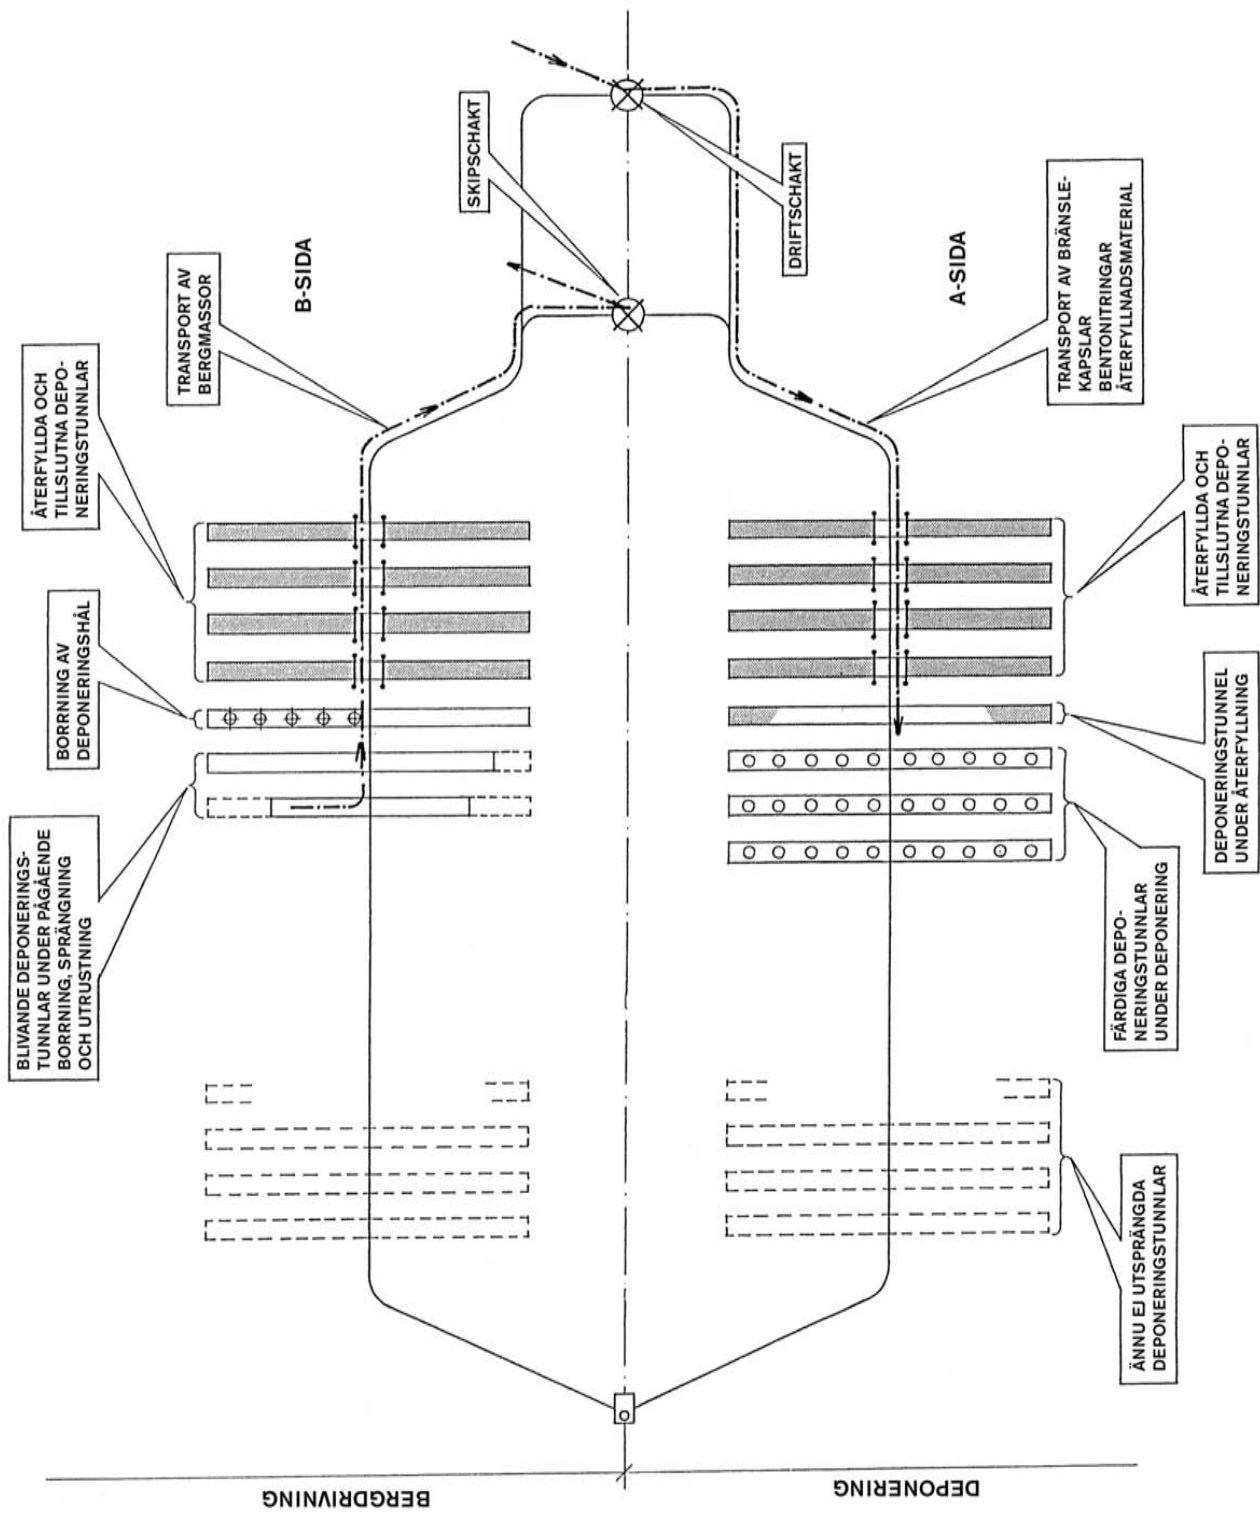 BLIVANDE DEPONERINGS-
TUNNLAR UNDER PÅGÅENDE
BORRNING, SPRÄNGNING
OCH UTRUSTNING
BORRNING AV
DEPONERINGSHÅL
ÅTERFYLLDA OCH
TILLSLUTNA DEPO-
NERINGSTUNNLAR
TRANSPORT AV
BERGMASSOR
B-SIDA
SKIPSCHAKT
DRIFTSCHAKT
A-SIDA
TRANSPORT AV BRÄNSLE-
KAPSLAR
BENTONITRINGAR
ÅTERFYLLNADSMATERIAL
ÅTERFYLLDA OCH
TILLSLUTNA DEPO-
NERINGSTUNNLAR
DEPONERINGSTUNNEL
UNDER ÅTERFYLLNING
FÄRDIGA DEPO-
NERINGSTUNNLAR
UNDER DEPONERING
ÄNNU EJ UTSPRÄNGDA
DEPONERINGSTUNNLAR
BERGDRIVNING
DEPONERING